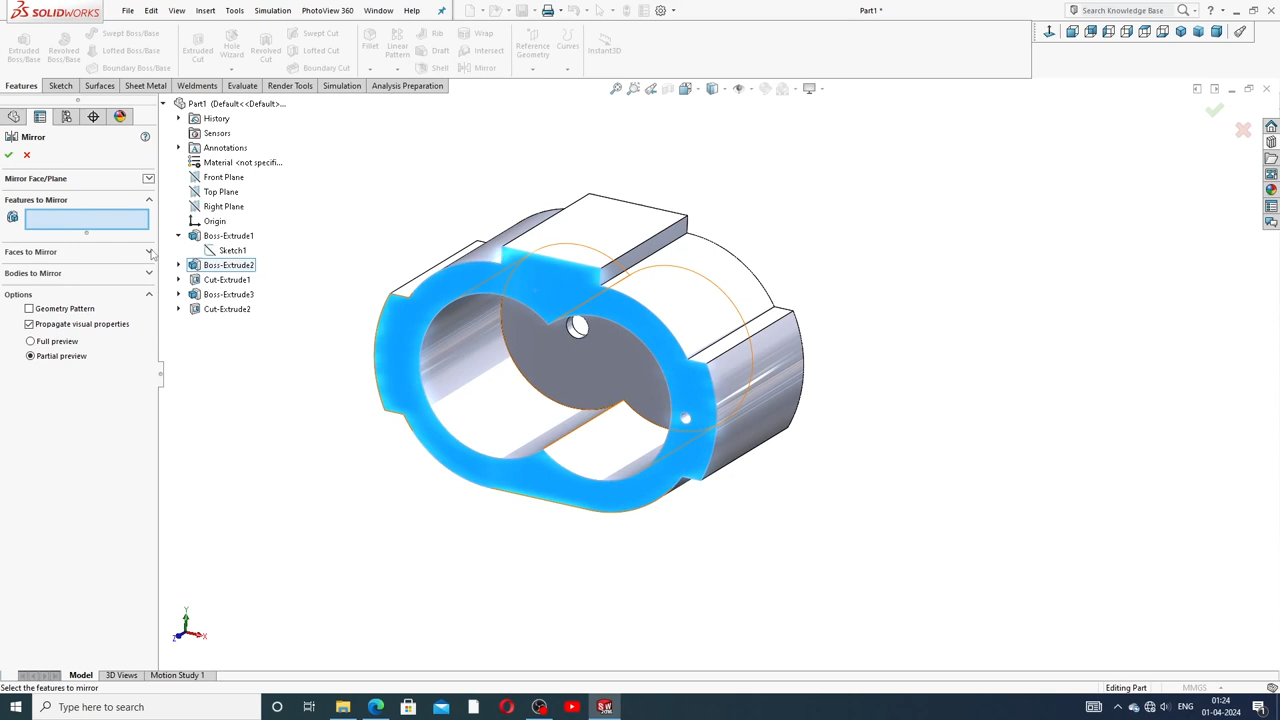 SOLIDWORKS
File Edit View Insert Tools Simulation PhotoView 360 Window Help
Part1 *
Search Knowledge Base
?
Extruded Boss/Base
Revolved Boss/Base
Swept Boss/Base
Lofted Boss/Base
Boundary Boss/Base
Extruded Cut
Hole Wizard
Revolved Cut
Swept Cut
Lofted Cut
Boundary Cut
Fillet
Linear Pattern
Rib
Draft
Shell
Wrap
Intersect
Mirror
Reference Geometry
Curves
Instant3D
Features Sketch Surfaces Sheet Metal Weldments Evaluate Render Tools Simulation Analysis Preparation
Mirror
Mirror Face/Plane
Features to Mirror
Faces to Mirror
Bodies to Mirror
Options
Geometry Pattern
Propagate visual properties
Full preview
Partial preview
Part1 (Default<<Default>...
History
Sensors
Annotations
Material <not specifi...
Front Plane
Top Plane
Right Plane
Origin
Boss-Extrude1
Sketch1
Boss-Extrude2
Cut-Extrude1
Boss-Extrude3
Cut-Extrude2
Y
X
Z
Model 3D Views Motion Study 1
Select the features to mirror
Editing Part
MMGS
Type here to search
ENG
01:24
01-04-2024